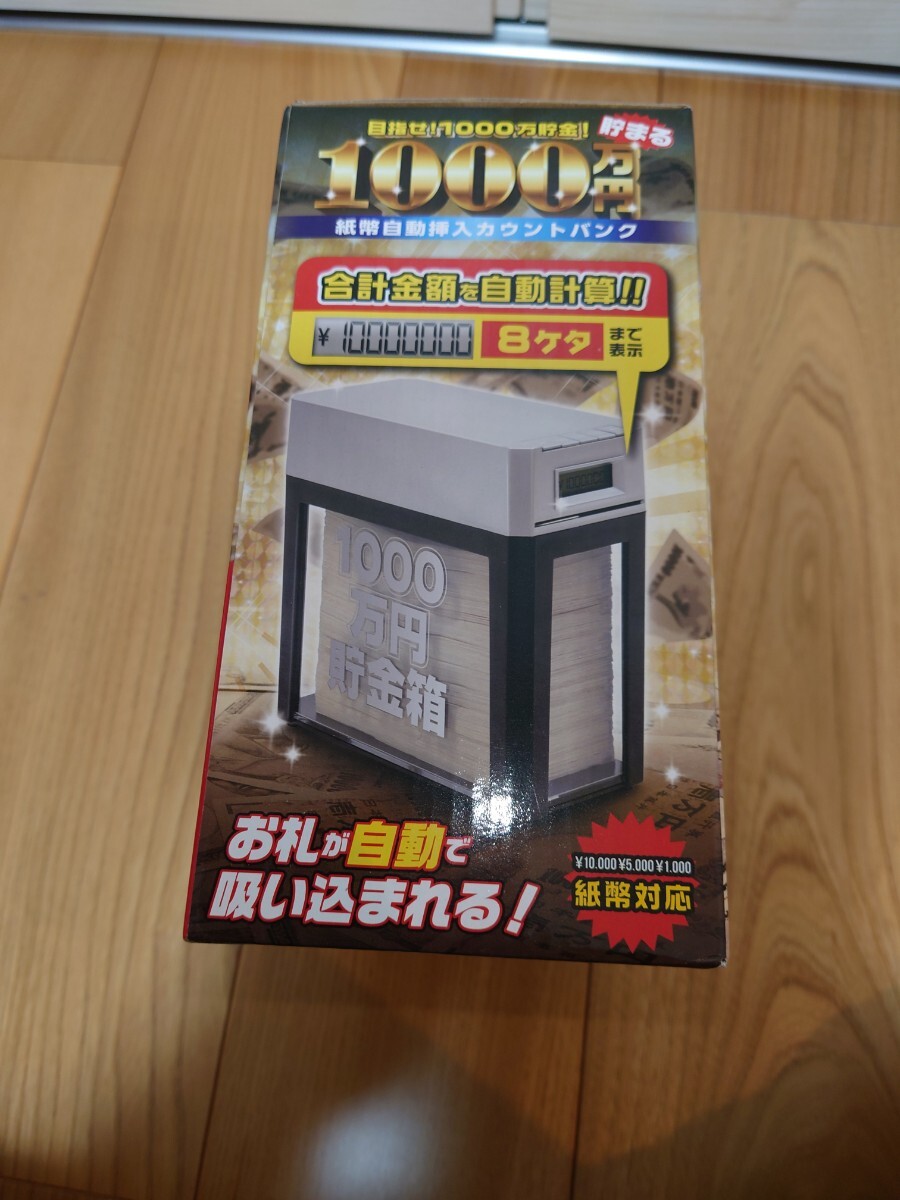 目指せ!1000万貯金!
貯まる
1000万円
紙幣自動挿入カウントバンク
合計金額を自動計算!!
¥10000000 8ケタまで表示
1000
万円
貯金箱
お札が自動で
吸い込まれる!
¥10.000¥5.000¥1.000
紙幣対応